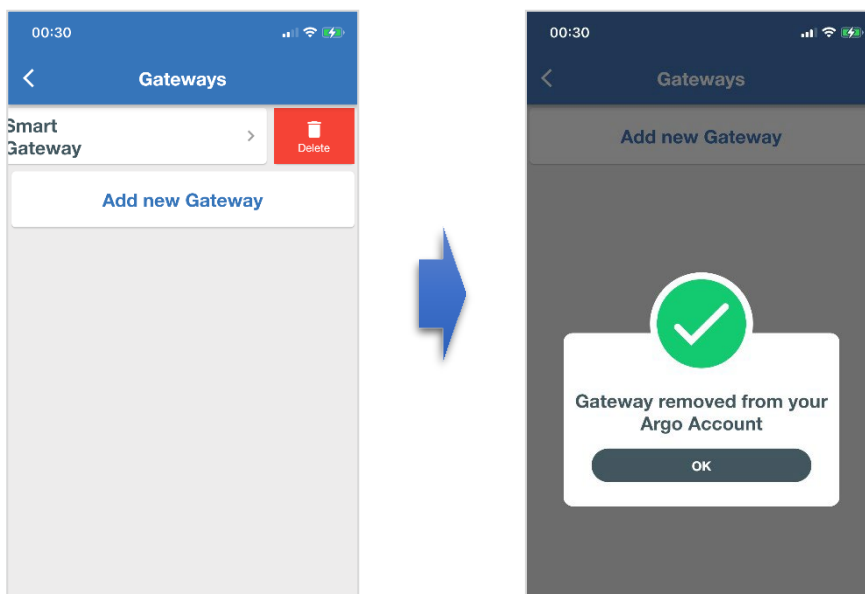 00:30
Gateways
Smart
Gateway
Delete
Add new Gateway
00:30
Gateways
Add new Gateway
Gateway removed from your
Argo Account
OK